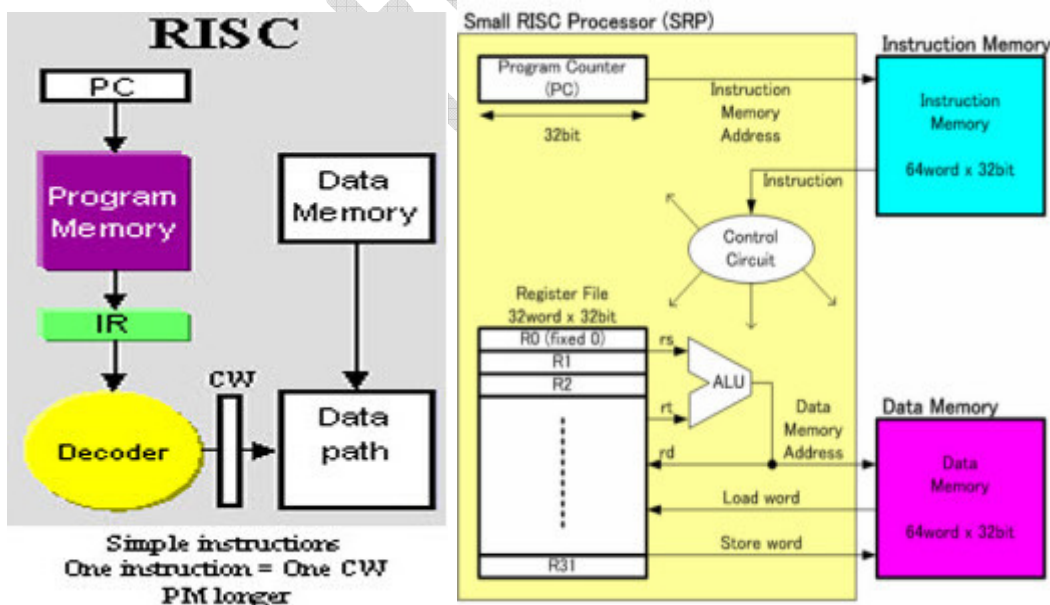 RISC
PC
Program
Memory
IR
Decoder
CW
Data
Memory
Data
path
Simple instructions
One instruction = One CW
PM longer
Small RISC Processor (SRP)
Program Counter
(PC)
32bit
Instruction
Memory
Address
Instruction
Control
Circuit
Register File
32word x 32bit
R0 (fixed 0)
R1
R2
R31
rs
rt
rd
ALU
Data
Memory
Address
Load word
Store word
Instruction Memory
Instruction
Memory
64word x 32bit
Data Memory
Data
Memory
64word x 32bit